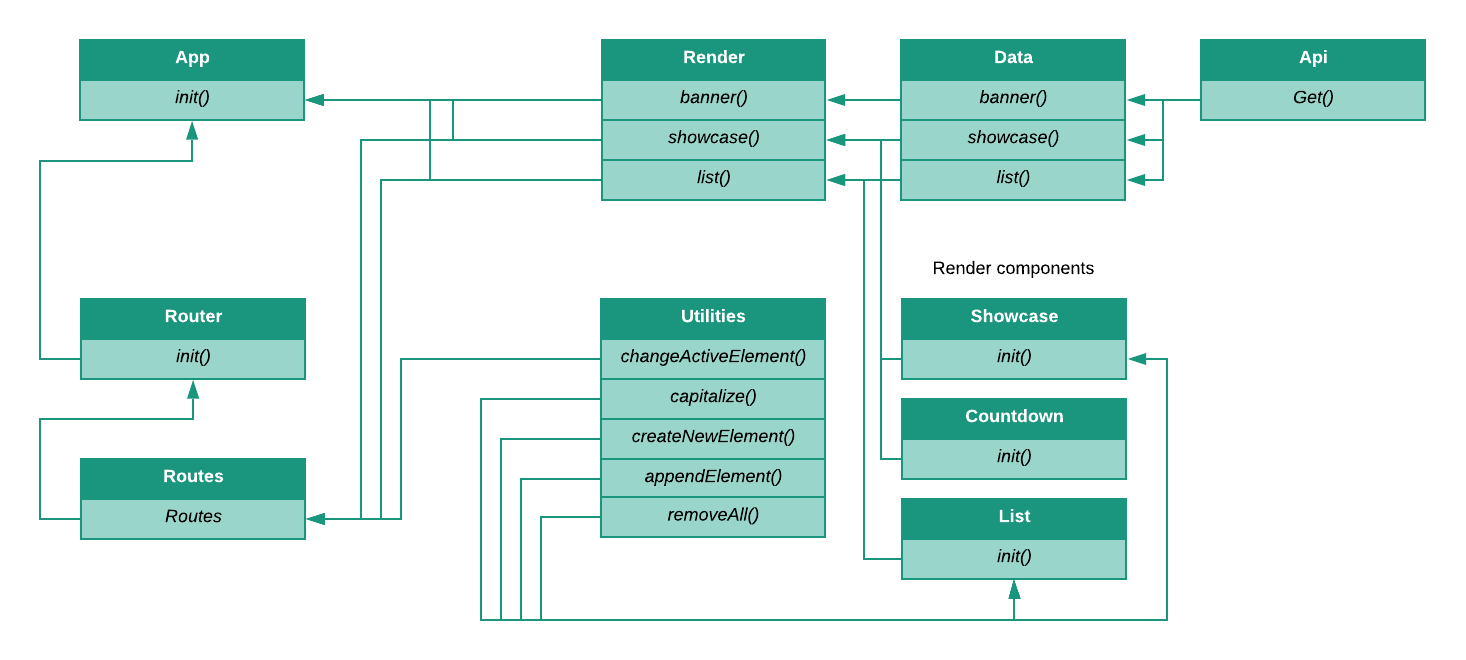 App
init()
Render
banner()
showcase()
list()
Data
banner()
showcase()
list()
Api
Get()
Render components
Router
init()
Routes
Routes
Utilities
changeActiveElement()
capitalize()
createNewElement()
appendElement()
removeAll()
Showcase
init()
Countdown
init()
List
init()